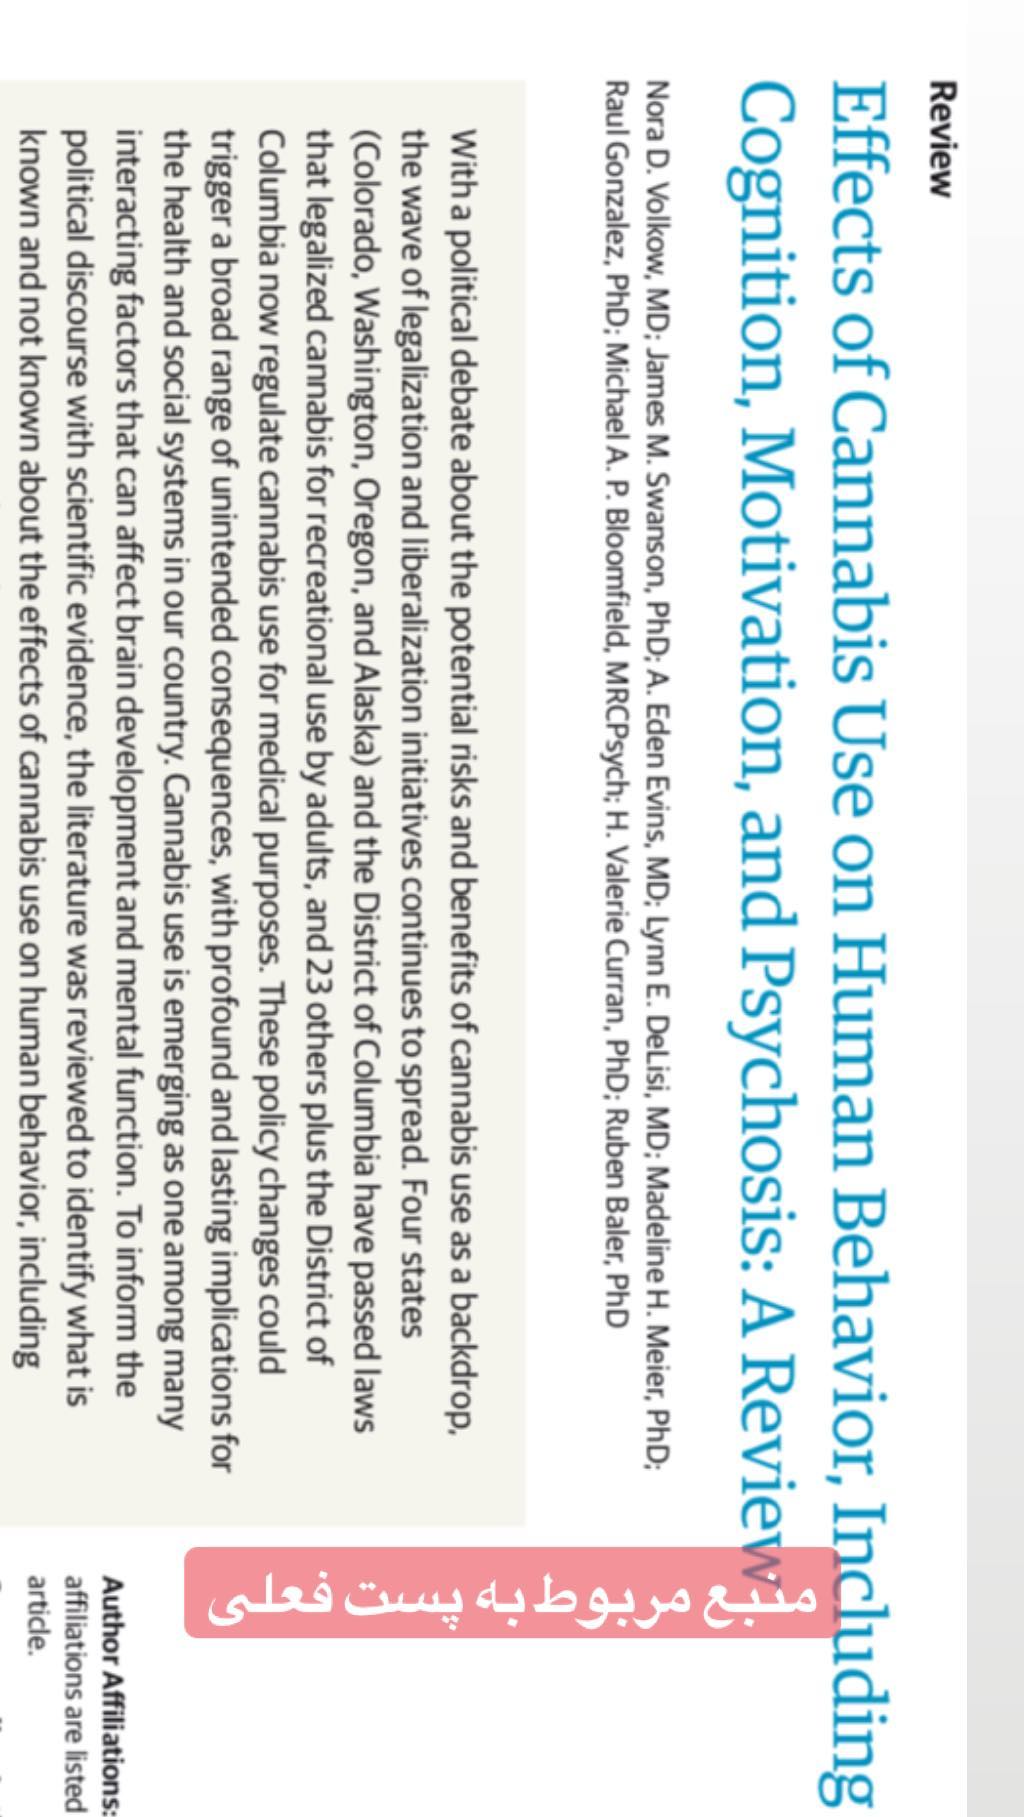 Review
Effects of Cannabis Use on Human Behavior, Including
Cognition, Motivation, and Psychosis: A Review
Nora D. Volkow, MD; James M. Swanson, PhD; A. Eden Evins, MD; Lynn E. DeLisi, MD; Madeline H. Meier, PhD;
Raul Gonzalez, PhD; Michael A. P. Bloomfield, MRCPsych; H. Valerie Curran, PhD; Ruben Baler, PhD
With a political debate about the potential risks and benefits of cannabis use as a backdrop,
the wave of legalization and liberalization initiatives continues to spread. Four states
(Colorado, Washington, Oregon, and Alaska) and the District of Columbia have passed laws
that legalized cannabis for recreational use by adults, and 23 others plus the District of
Columbia now regulate cannabis use for medical purposes. These policy changes could
trigger a broad range of unintended consequences, with profound and lasting implications for
the health and social systems in our country. Cannabis use is emerging as one among many
interacting factors that can affect brain development and mental function. To inform the
political discourse with scientific evidence, the literature was reviewed to identify what is
known and not known about the effects of cannabis use on human behavior, including
Author Affiliations:
affiliations are listed
article.
منبع مربوط به پست فعلی